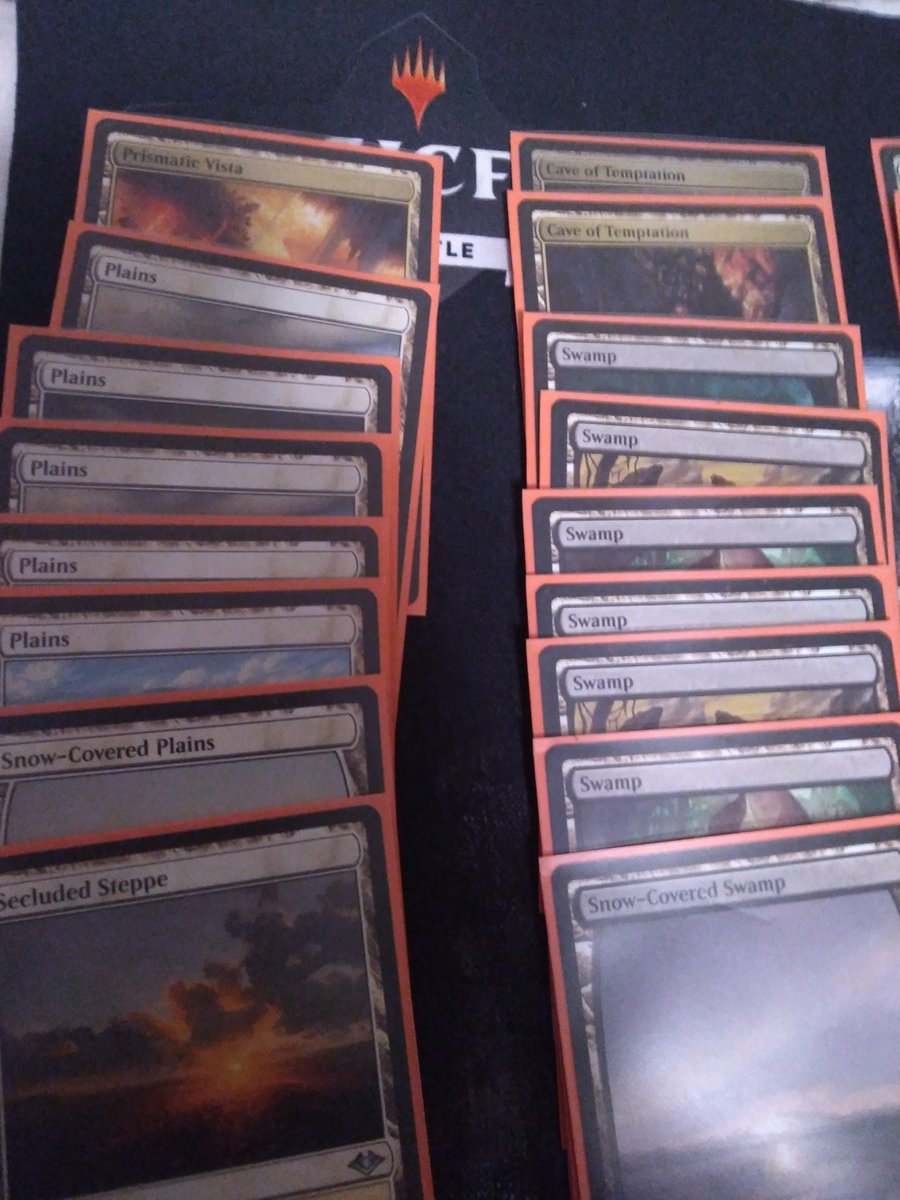 Prismatic Vista
Plains
Plains
Plains
Plains
Plains
Snow-Covered Plains
Secluded Steppe
Cave of Temptation
Cave of Temptation
Swamp
Swamp
Swamp
Swamp
Swamp
Swamp
Snow-Covered Swamp